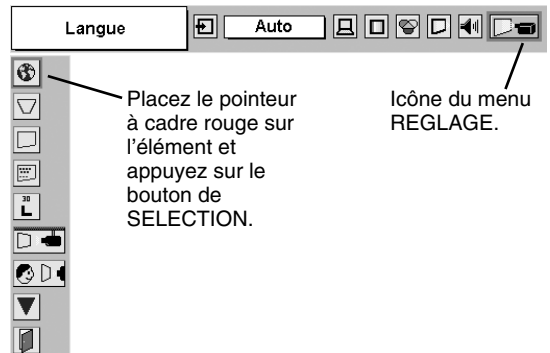 Langue
Auto
Placez le pointeur
à cadre rouge sur
l'élément et
appuyez sur le
bouton de
SELECTION.
Icône du menu
REGLAGE.
30
L